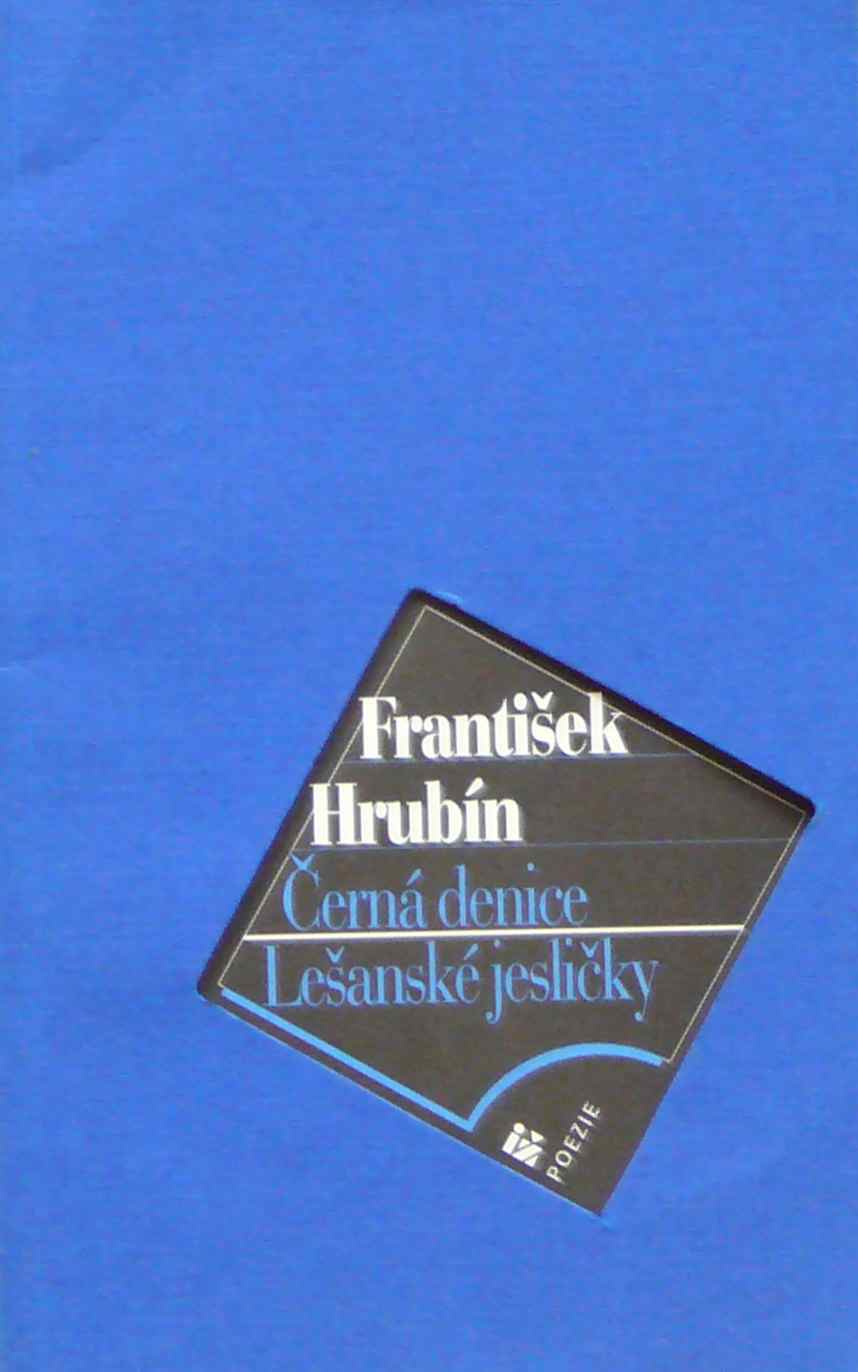 František
Hrubín
Černá denice
Lešanské jesličky
POEZIE